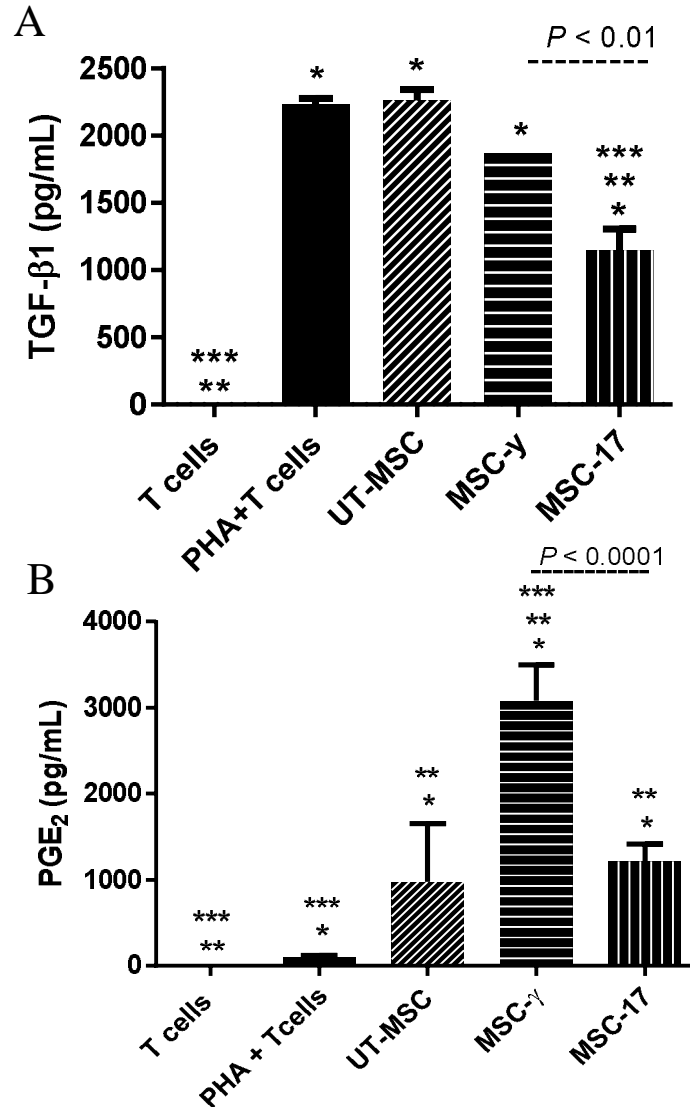 A
P < 0.01
TGF-β1 (pg/mL)
2500
2000
1500
1000
500
0
***
**
*
*
*
***
**
*
T cells
PHA+T cells
UT-MSC
MSC-y
MSC-17
B
P < 0.0001
PGE2 (pg/mL)
4000
3000
2000
1000
0
***
**
***
*
**
*
***
**
*
**
*
T cells
PHA + Tcells
UT-MSC
MSC-γ
MSC-17